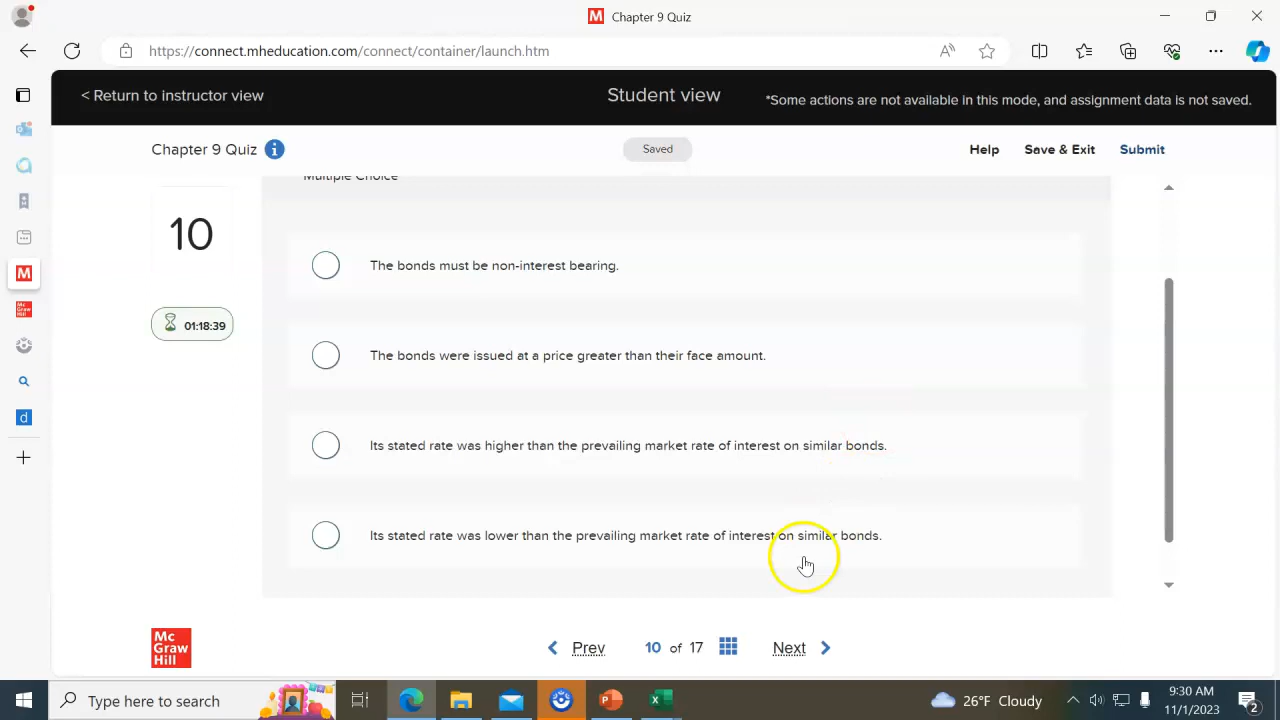 Chapter 9 Quiz
https://connect.mheducation.com/connect/container/launch.htm
< Return to instructor view
Student view
*Some actions are not available in this mode, and assignment data is not saved.
Chapter 9 Quiz
Saved
Help
Save & Exit
Submit
Multiple Choice
10
01:18:39
The bonds must be non-interest bearing.
The bonds were issued at a price greater than their face amount.
Its stated rate was higher than the prevailing market rate of interest on similar bonds.
Its stated rate was lower than the prevailing market rate of interest on similar bonds.
Mc
Graw
Hill
Prev
10 of 17
Next
Type here to search
26°F Cloudy
9:30 AM
11/1/2023
2